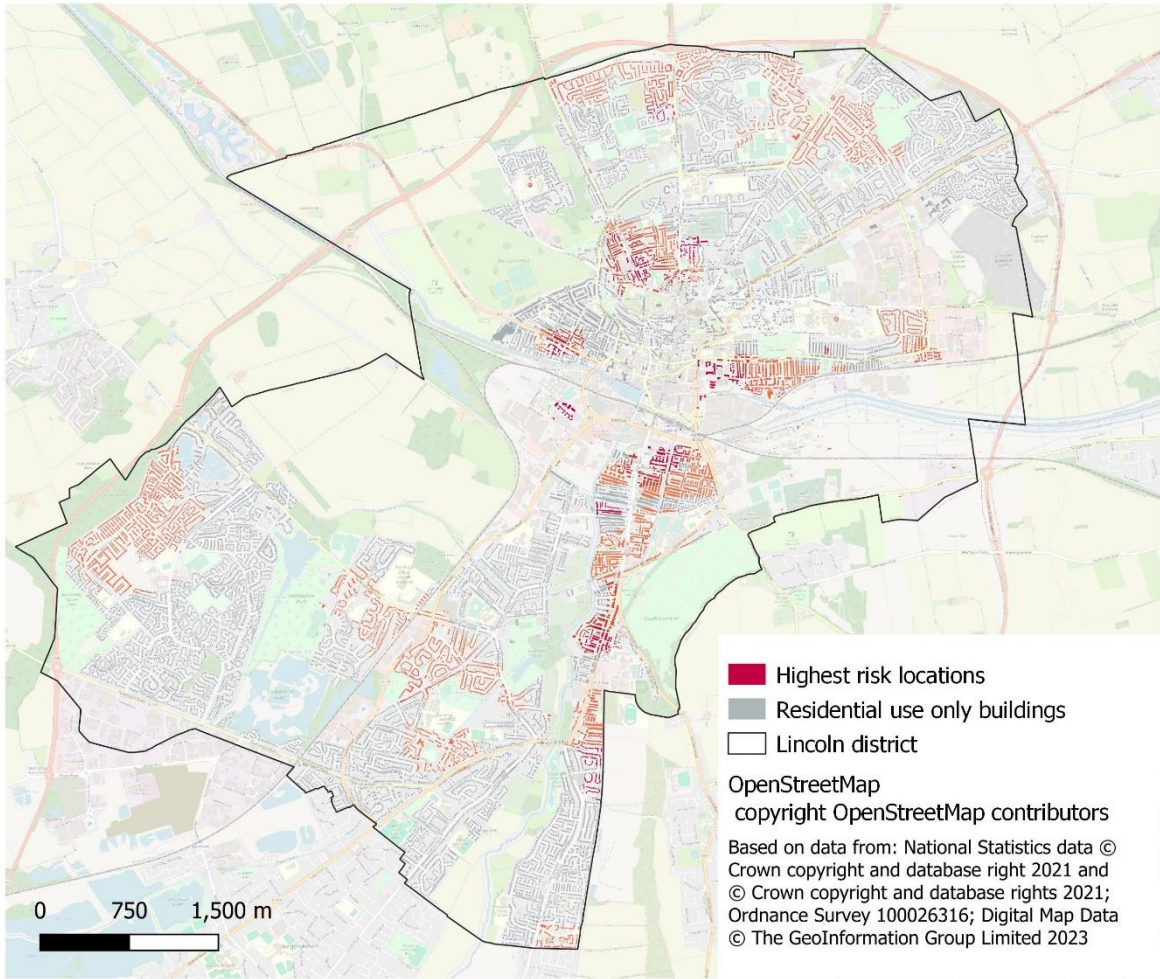 Highest risk locations
Residential use only buildings
Lincoln district
OpenStreetMap
copyright OpenStreetMap contributors
Based on data from: National Statistics data ©
Crown copyright and database right 2021 and
© Crown copyright and database rights 2021;
Ordnance Survey 100026316; Digital Map Data
© The GeoInformation Group Limited 2023
0 750 1,500 m